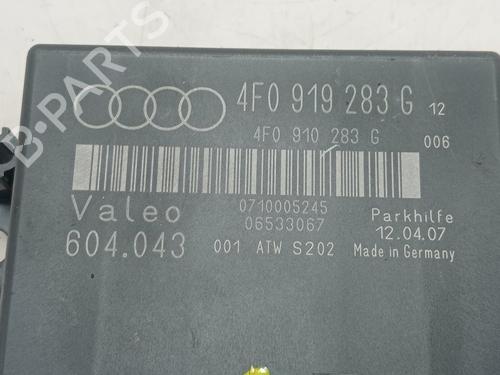 4F0 919 283 G 12
4F0 910 283 G 006
Valeo 0710005245 Parkhilfe
06533067 12.04.07
604.043 001 ATW S202 Made in Germany
B-PARTS